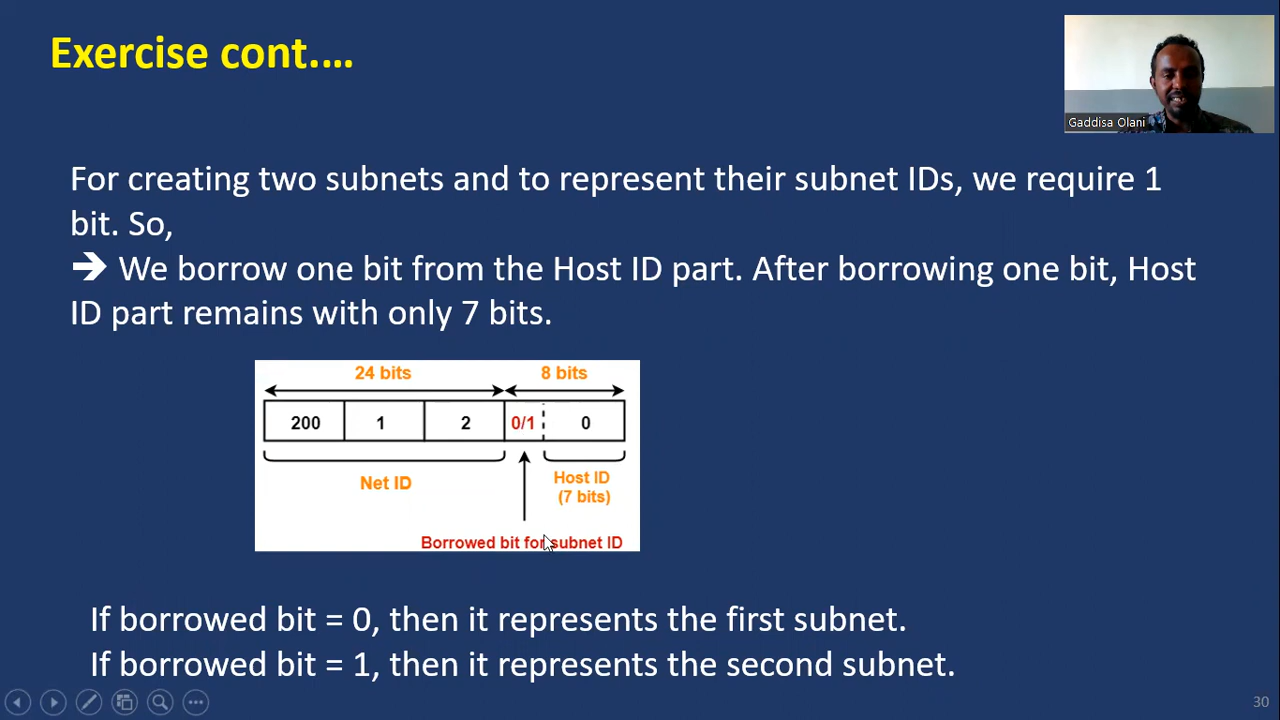 Exercise cont....
Gaddisa Olani
For creating two subnets and to represent their subnet IDs, we require 1
bit. So,
➔ We borrow one bit from the Host ID part. After borrowing one bit, Host
ID part remains with only 7 bits.
24 bits 8 bits
200 1 2 0/1 0
Net ID
Host ID
(7 bits)
Borrowed bit for subnet ID
If borrowed bit = 0, then it represents the first subnet.
If borrowed bit = 1, then it represents the second subnet.
30